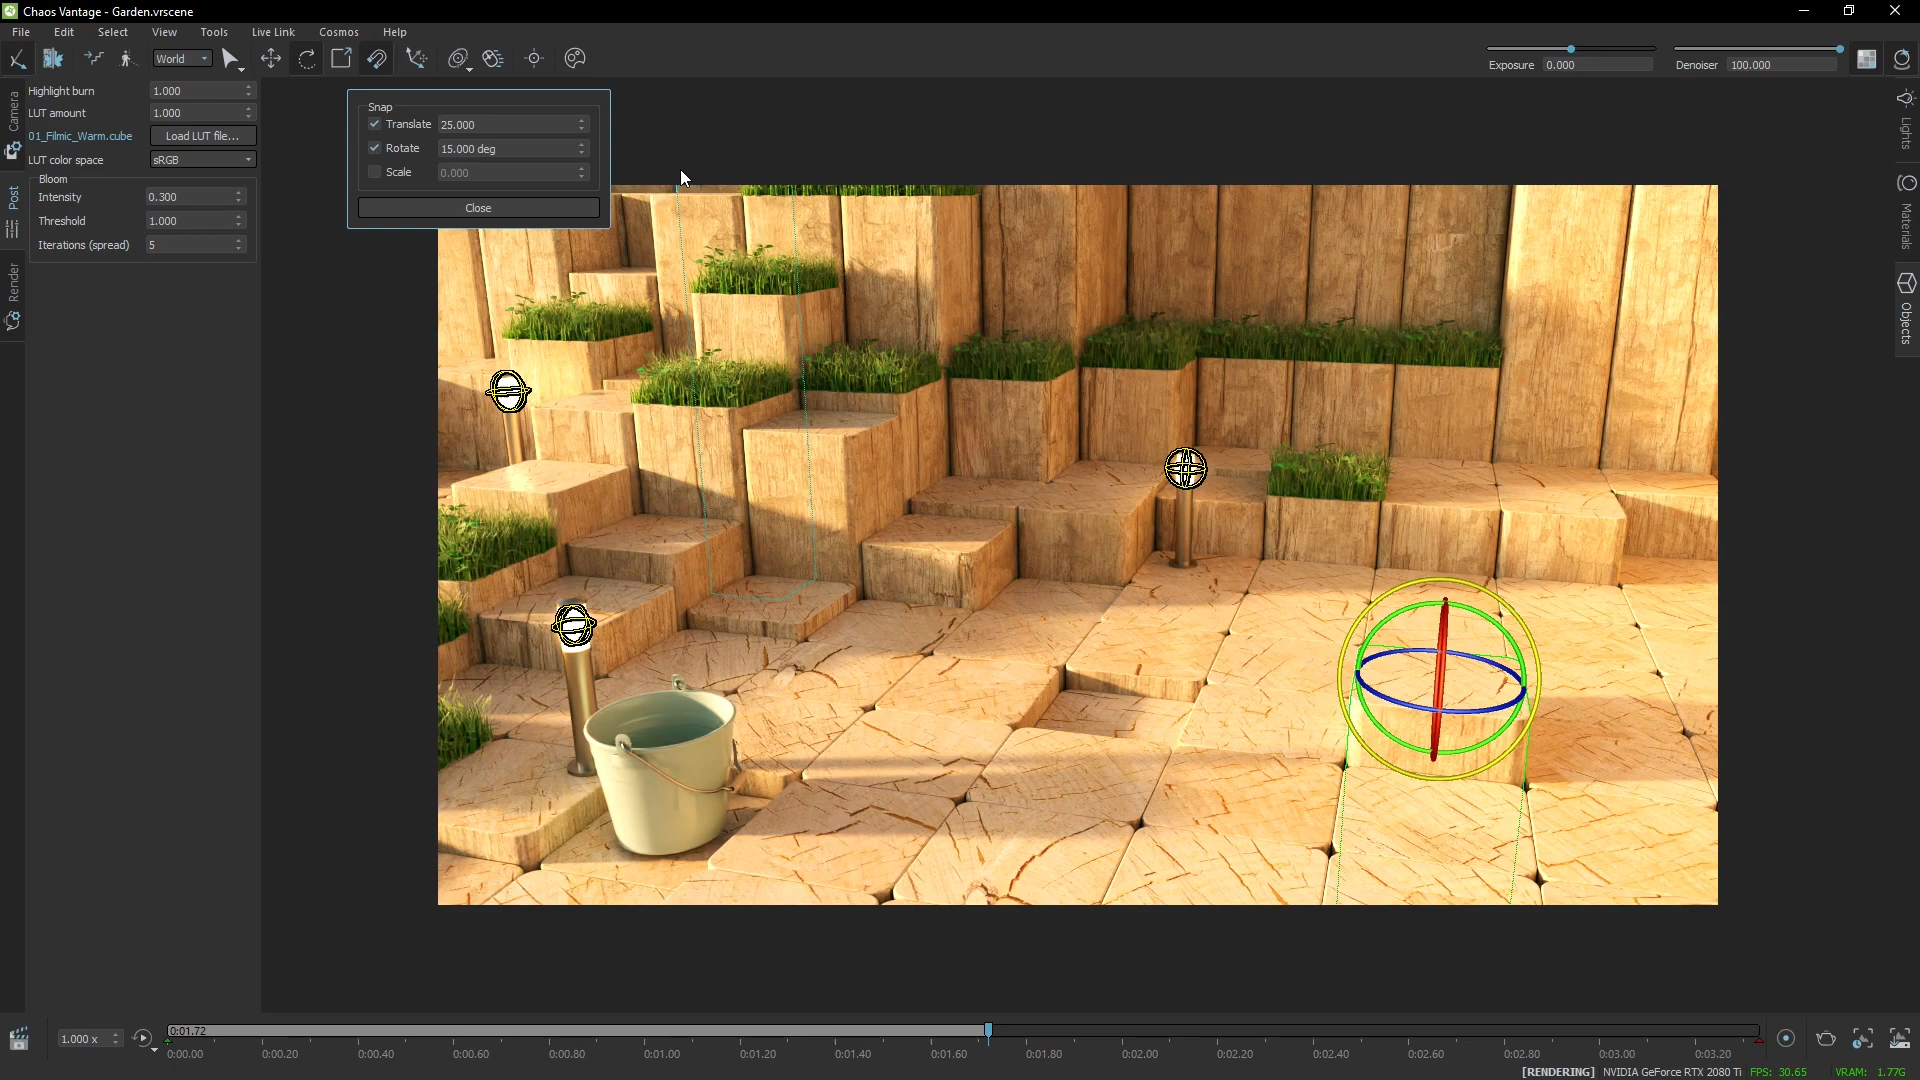 Chaos Vantage - Garden.vrscene
File Edit Select View Tools Live Link Cosmos Help
World
Exposure 0.000
Denoiser 100.000
Camera
Post
Render
Highlight burn 1.000
LUT amount 1.000
01_Filmic_Warm.cube Load LUT file...
LUT color space sRGB
Bloom
Intensity 0.300
Threshold 1.000
Iterations (spread) 5
Snap
Translate 25.000
Rotate 15.000 deg
Scale 0.000
Close
Lights
Materials
Objects
1.000 x
0:01.72
0:00.00 0:00.20 0:00.40 0:00.60 0:00.80 0:01.00 0:01.20 0:01.40 0:01.60 0:01.80 0:02.00 0:02.20 0:02.40 0:02.60 0:02.80 0:03.00 0:03.20
[RENDERING] NVIDIA GeForce RTX 2080 Ti FPS: 30.65 VRAM: 1.77G